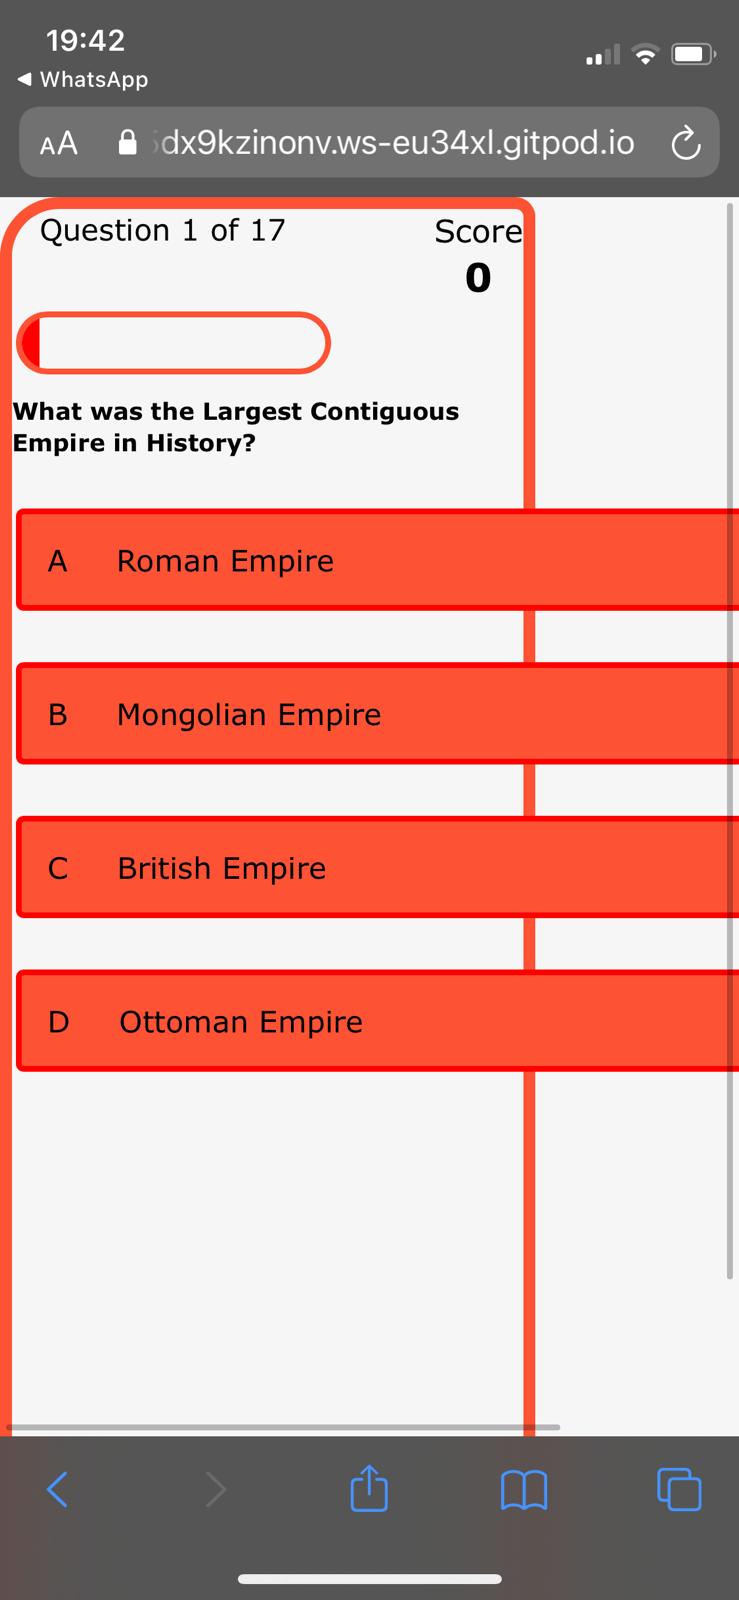 19:42
◀ WhatsApp
AA dx9kzinonv.ws-eu34xl.gitpod.io
Question 1 of 17 Score
0
What was the Largest Contiguous
Empire in History?
A Roman Empire
B Mongolian Empire
C British Empire
D Ottoman Empire